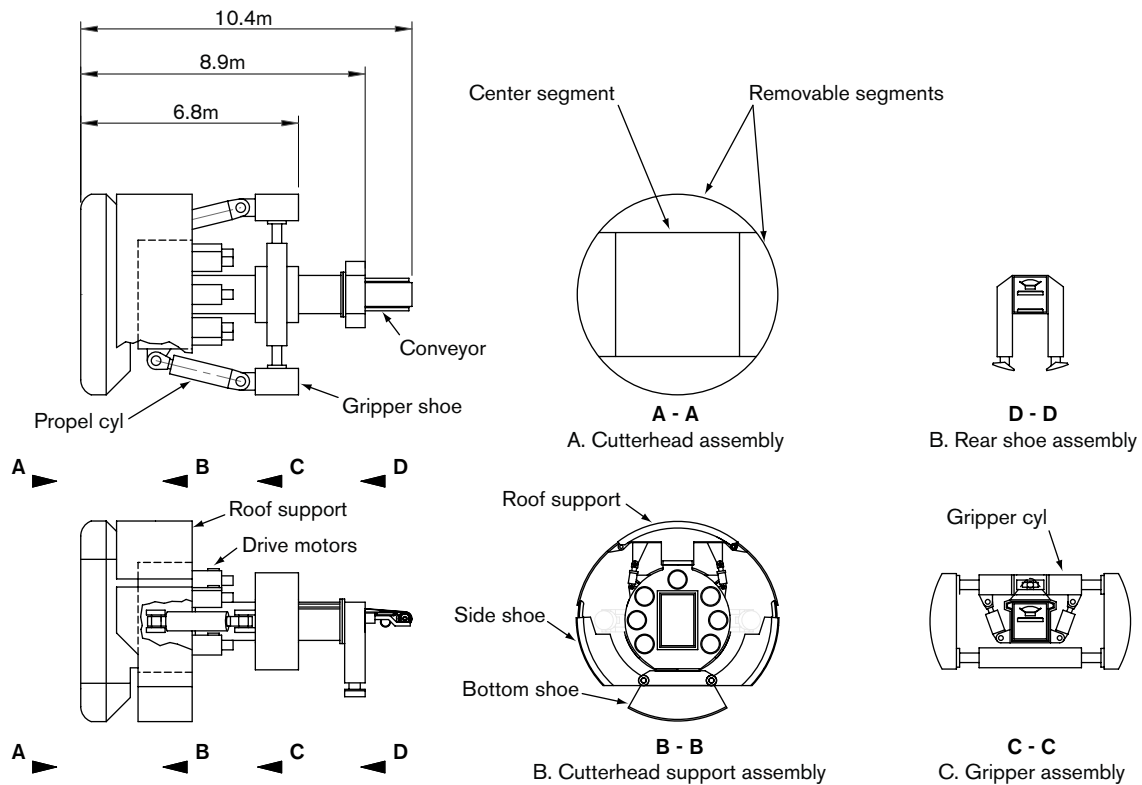 10.4m
8.9m
6.8m
Center segment
Removable segments
Conveyor
Gripper shoe
Propel cyl
A - A
A. Cutterhead assembly
D - D
B. Rear shoe assembly
A B C D
Roof support
Drive motors
Roof support
Side shoe
Bottom shoe
Gripper cyl
A B C D
B - B
B. Cutterhead support assembly
C - C
C. Gripper assembly